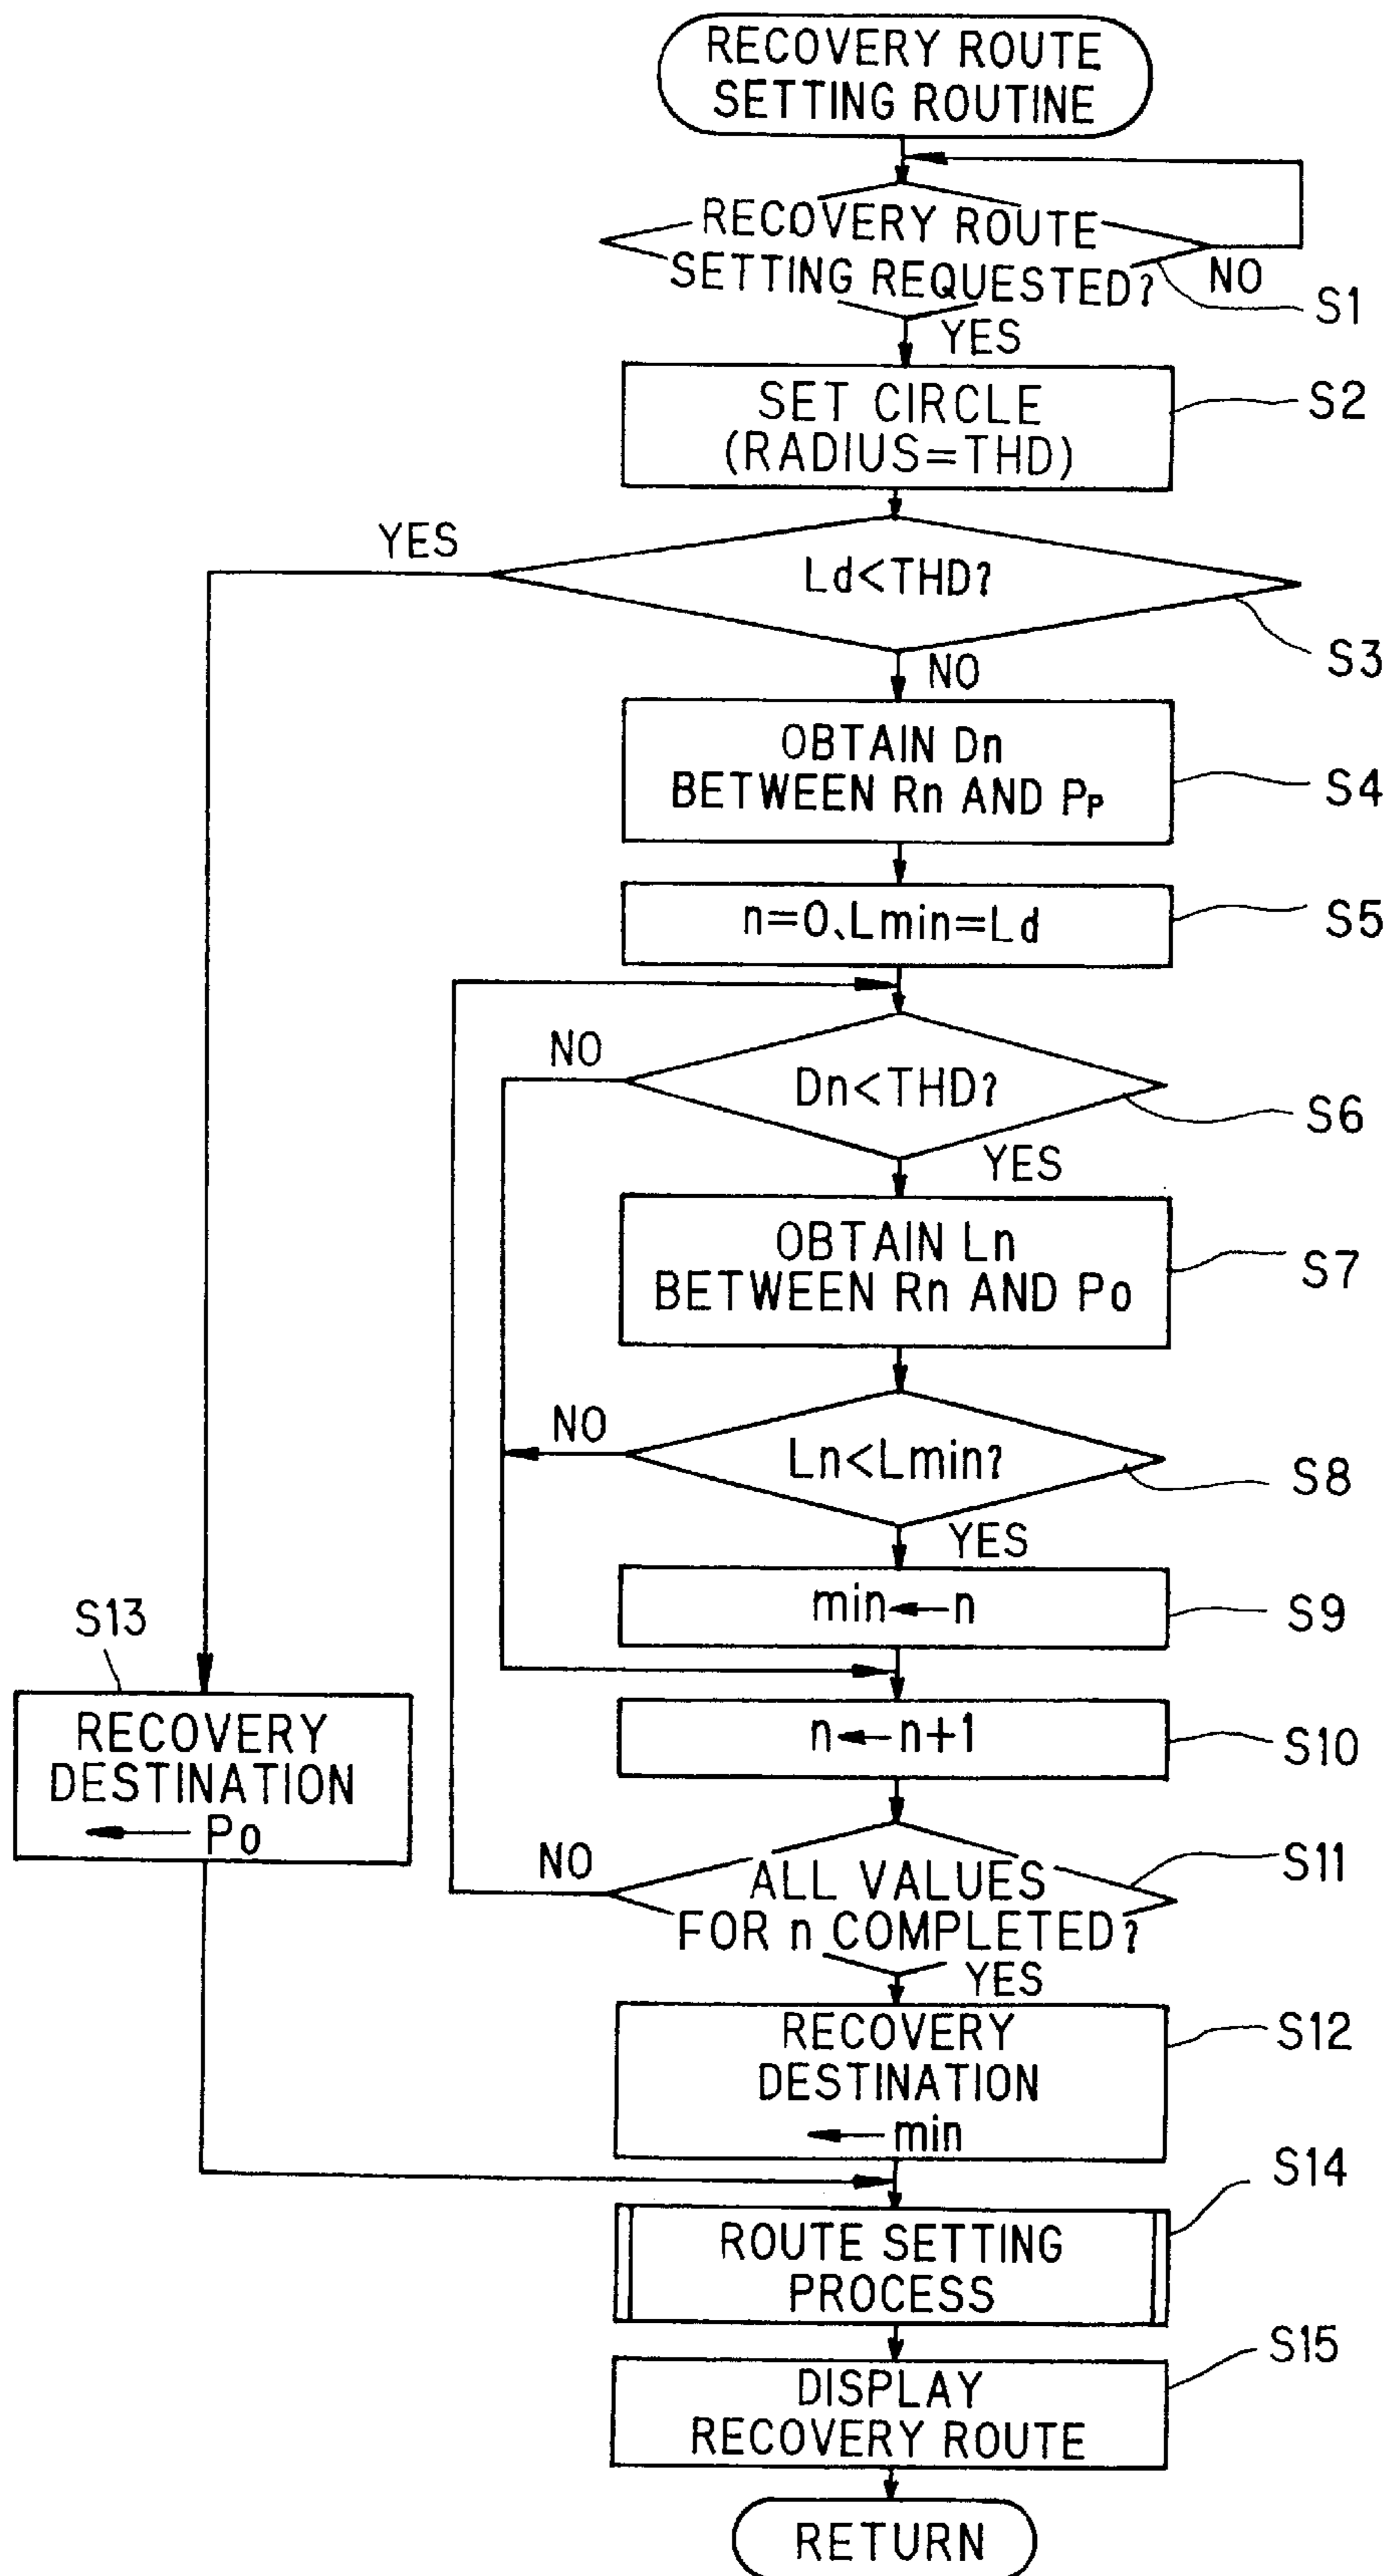 RECOVERY ROUTE
SETTING ROUTINE
RECOVERY ROUTE
SETTING REQUESTED?
NO
S1
YES
SET CIRCLE
(RADIUS=THD)
S2
YES
Ld<THD?
S3
NO
OBTAIN Dn
BETWEEN Rn AND PP
S4
n=0、Lmin=Ld
S5
NO
Dn<THD?
S6
YES
OBTAIN Ln
BETWEEN Rn AND Po
S7
NO
Ln<Lmin?
S8
YES
min←n
S9
S13
RECOVERY
DESTINATION
← Po
n←n+1
S10
NO
ALL VALUES
FOR n COMPLETED?
S11
YES
RECOVERY
DESTINATION
← min
S12
S14
ROUTE SETTING
PROCESS
S15
DISPLAY
RECOVERY ROUTE
RETURN